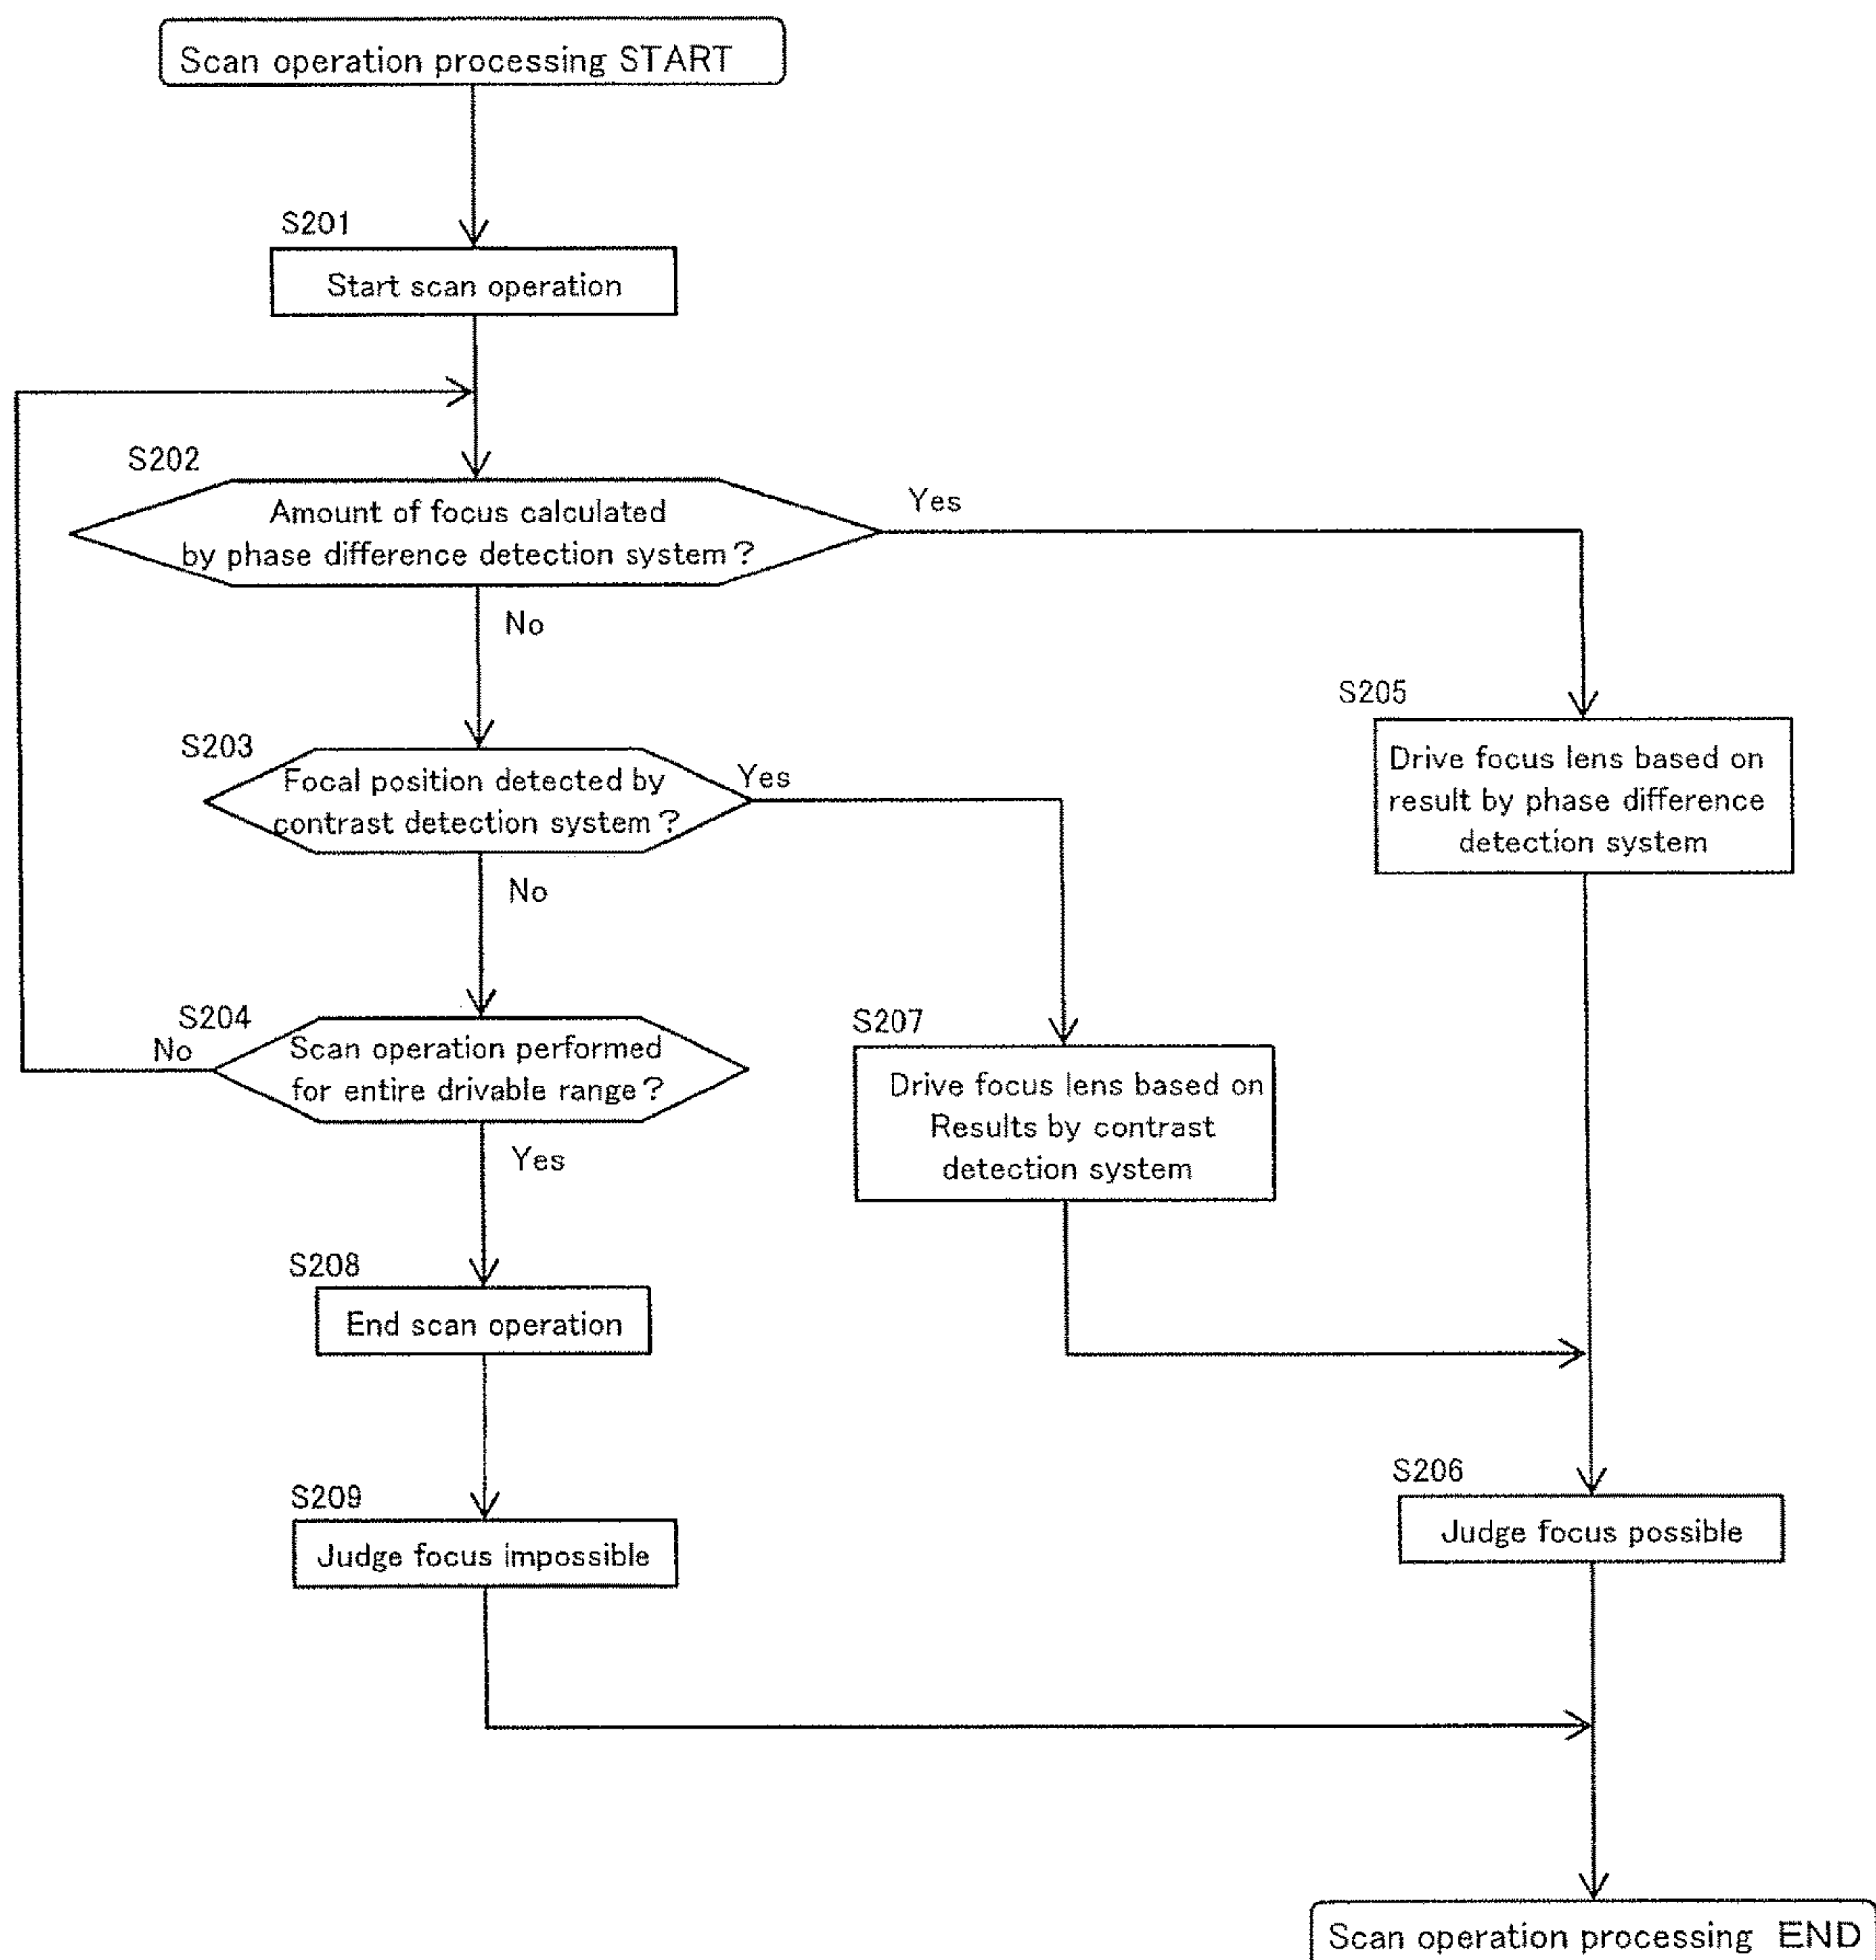 Scan operation processing START
S201
Start scan operation
S202
Amount of focus calculated
by phase difference detection system?
Yes
No
S203
Focal position detected by
contrast detection system?
Yes
No
S205
Drive focus lens based on
result by phase difference
detection system
S204
No
Scan operation performed
for entire drivable range?
Yes
S207
Drive focus lens based on
Results by contrast
detection system
S208
End scan operation
S209
Judge focus impossible
S206
Judge focus possible
Scan operation processing END